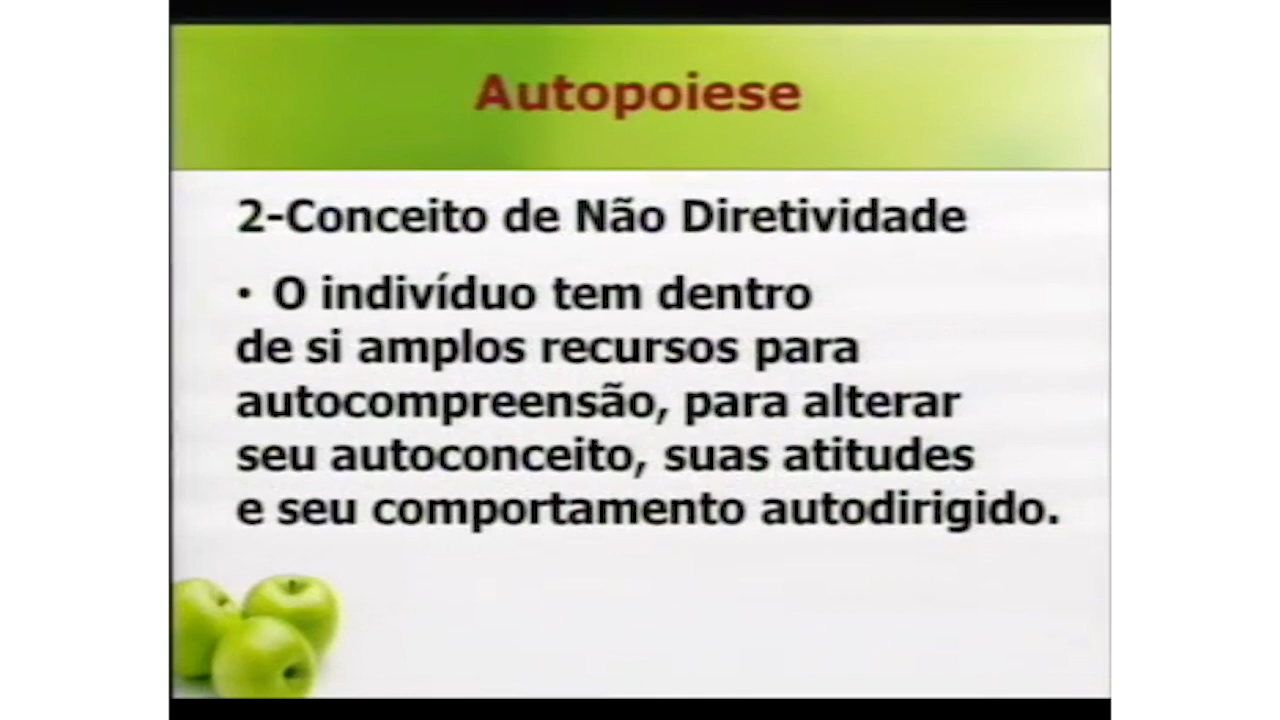 Autopoiese
2-Conceito de Não Diretividade
• O indivíduo tem dentro
de si amplos recursos para
autocompreensão, para alterar
seu autoconceito, suas atitudes
e seu comportamento autodirigido.